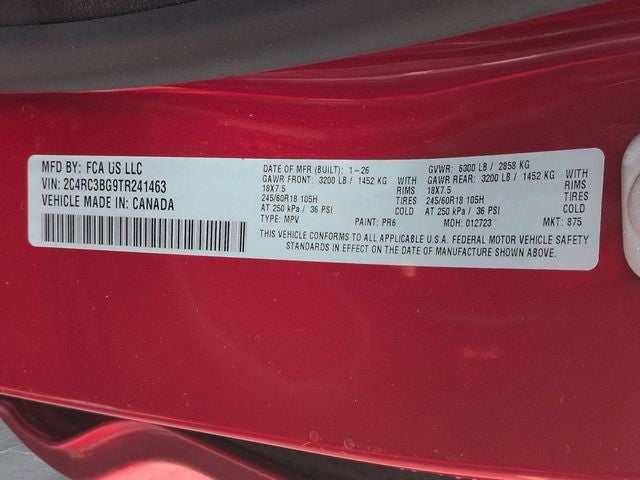 MFD BY: FCA US LLC
VIN: 2C4RC3BG9TR241463
VEHICLE MADE IN: CANADA
DATE OF MFR (BUILT): 1-26 GVWR: 6300 LB / 2858 KG
GAWR FRONT: 3200 LB / 1452 KG WITH GAWR REAR: 3200 LB / 1452 KG WITH
18X7.5 RIMS 18X7.5 RIMS
245/60R18 105H TIRES 245/60R18 105H TIRES
AT 250 kPa / 36 PSI COLD AT 250 kPa / 36 PSI COLD
TYPE: MPV PAINT: PR6 MDH: 012723 MKT: 875
THIS VEHICLE CONFORMS TO ALL APPLICABLE U.S.A. FEDERAL MOTOR VEHICLE SAFETY
STANDARDS IN EFFECT ON THE DATE OF MANUFACTURE SHOWN ABOVE.